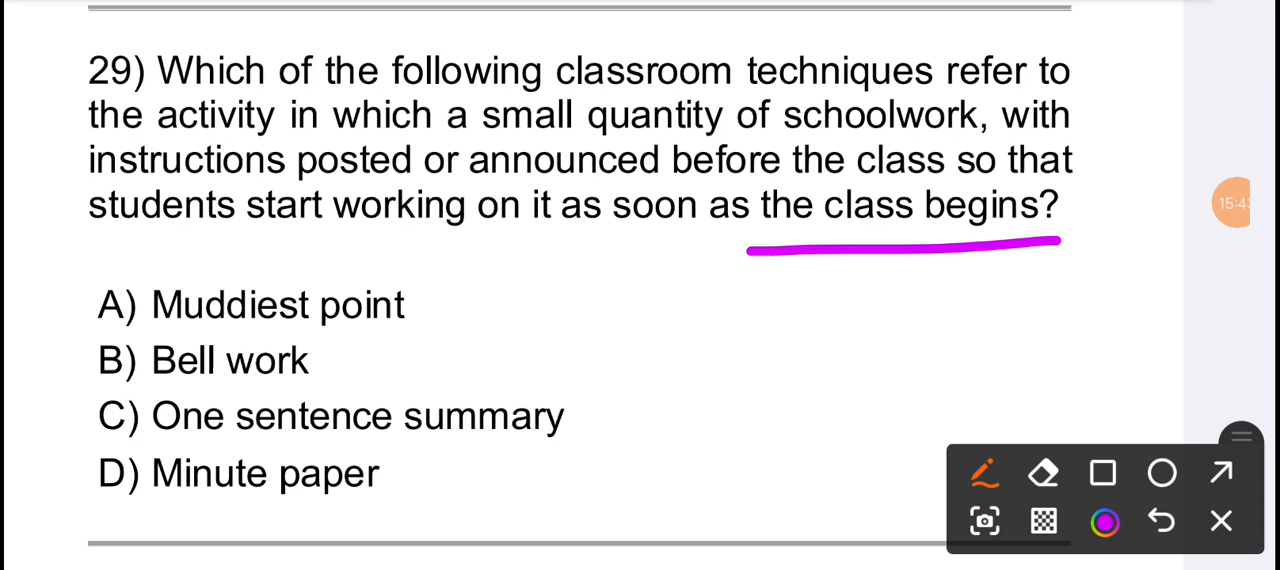 29) Which of the following classroom techniques refer to
the activity in which a small quantity of schoolwork, with
instructions posted or announced before the class so that
students start working on it as soon as the class begins?
A) Muddiest point
B) Bell work
C) One sentence summary
D) Minute paper